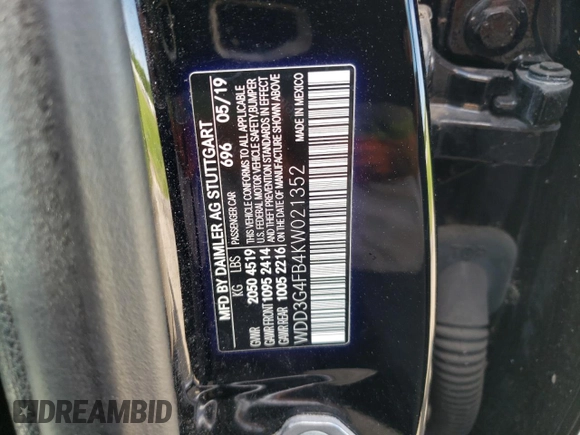 MFD BY DAIMLER AG STUTTGART
696 05/19
KG LBS PASSENGER CAR
GVWR 2050 4519 THIS VEHICLE CONFORMS TO ALL APPLICABLE
GWR FRONT 1095 2414 U.S. FEDERAL MOTOR VEHICLE SAFETY, BUMPER
GWR REAR 1005 2216 AND THEFT PREVENTION STANDARDS IN EFFECT
ON THE DATE OF MANUFACTURE SHOWN ABOVE
MADE IN MEXICO
WDD3G4FB4KW021352
DREAMBID